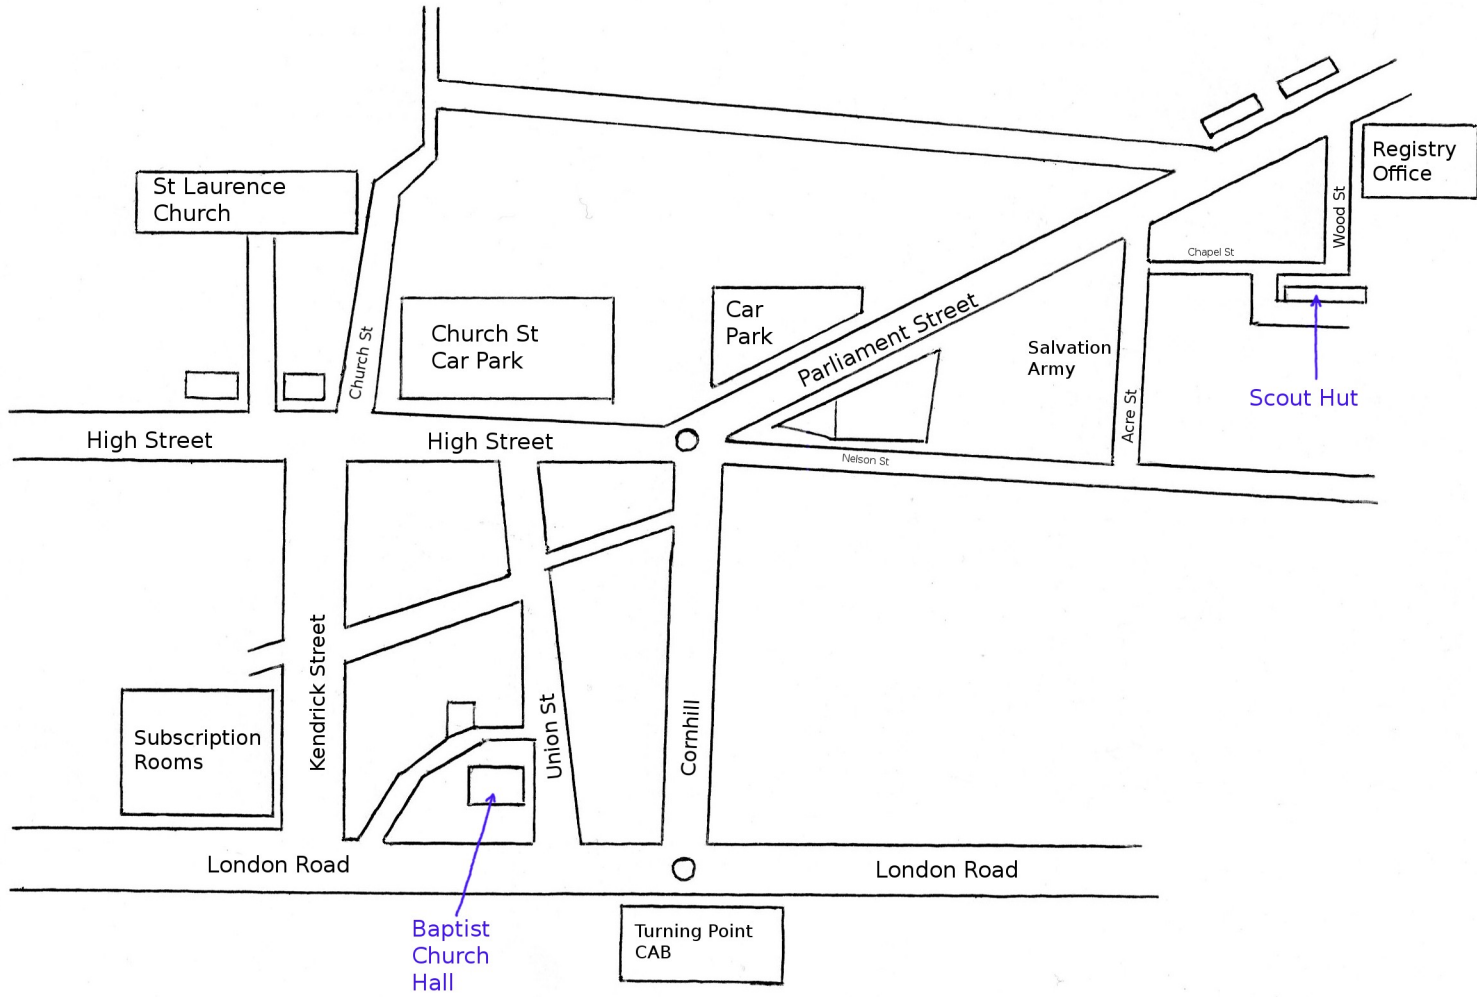 Registry
Office
St Laurence
Church
Wood St
Chapel St
Car
Park
Parliament Street
Church St
Church St
Car Park
Salvation
Army
Scout Hut
Acre St
High Street
High Street
Nelson St
Kendrick Street
Subscription
Rooms
Union St
Cornhill
London Road
London Road
Baptist
Church
Hall
Turning Point
CAB